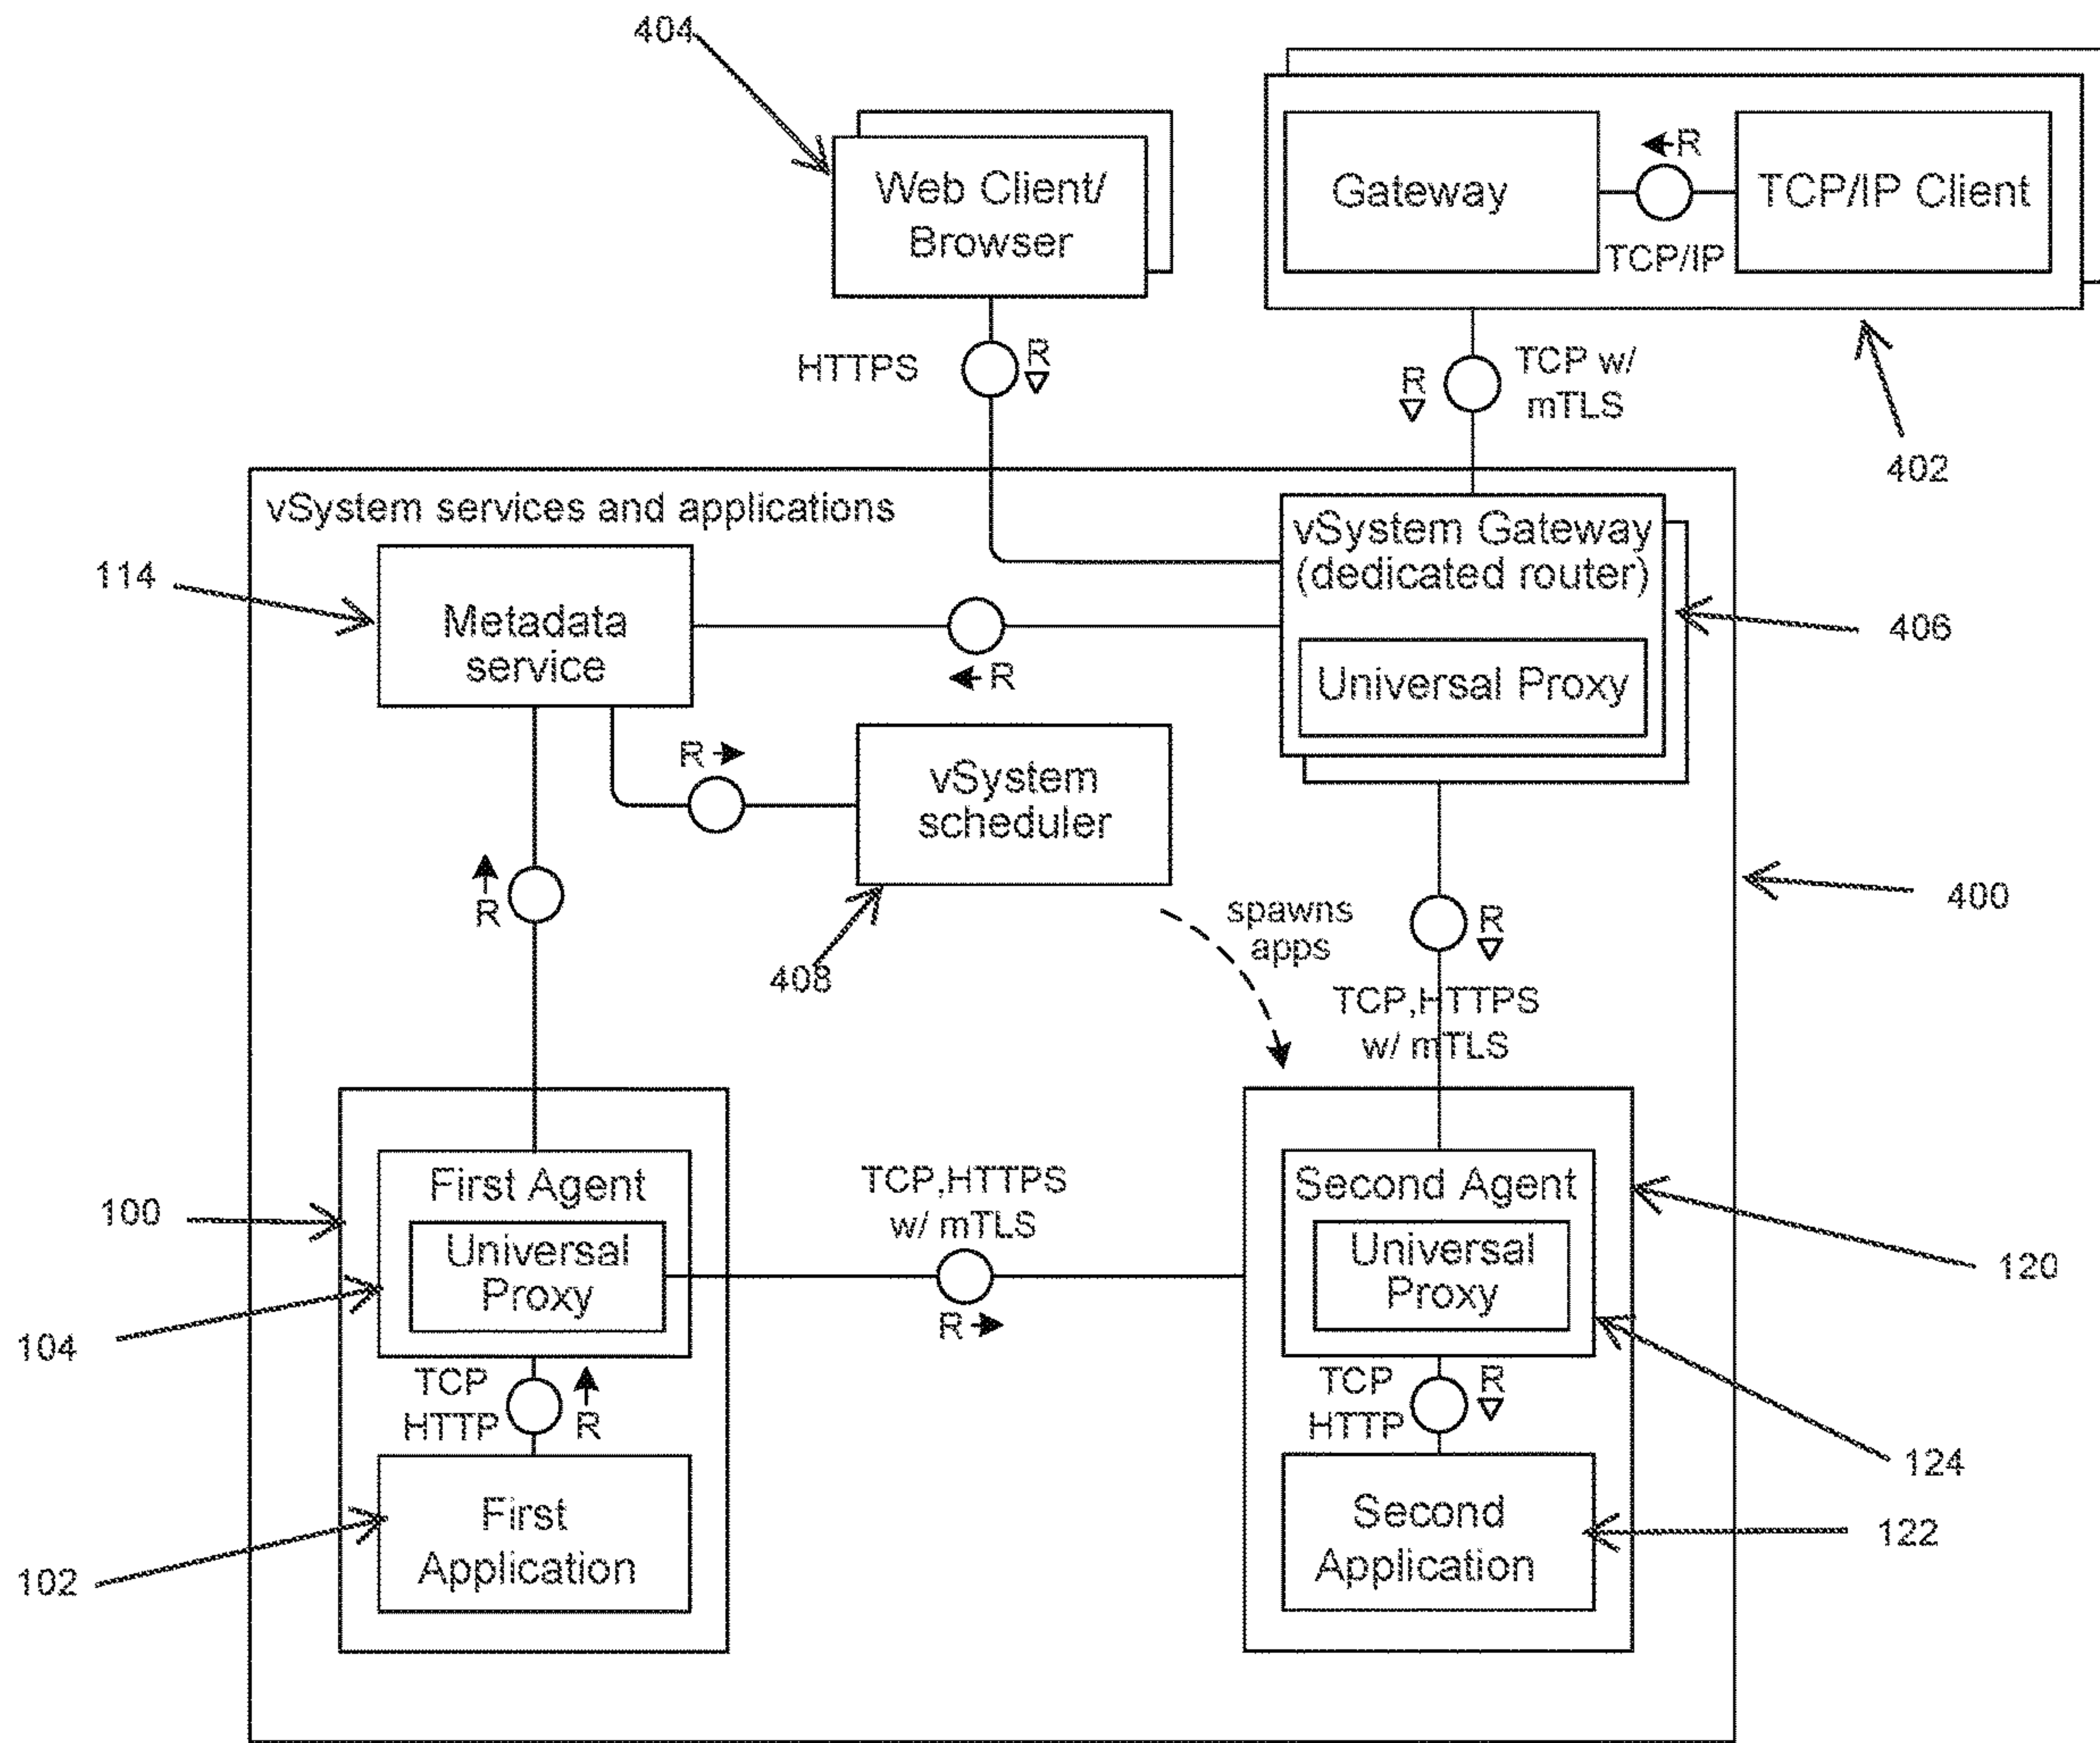 404
Web Client/
Browser
Gateway
R
TCP/IP
TCP/IP Client
HTTPS
R
R
TCP w/
mTLS
402
vSystem services and applications
114
Metadata
service
vSystem Gateway
(dedicated router)
Universal Proxy
406
R
R
vSystem
scheduler
408
R
spawns
apps
R
TCP,HTTPS
w/ mTLS
400
100
First Agent
Universal
Proxy
104
TCP
HTTP
R
First
Application
102
TCP,HTTPS
w/ mTLS
R
Second Agent
Universal
Proxy
120
TCP
HTTP
R
124
Second
Application
122